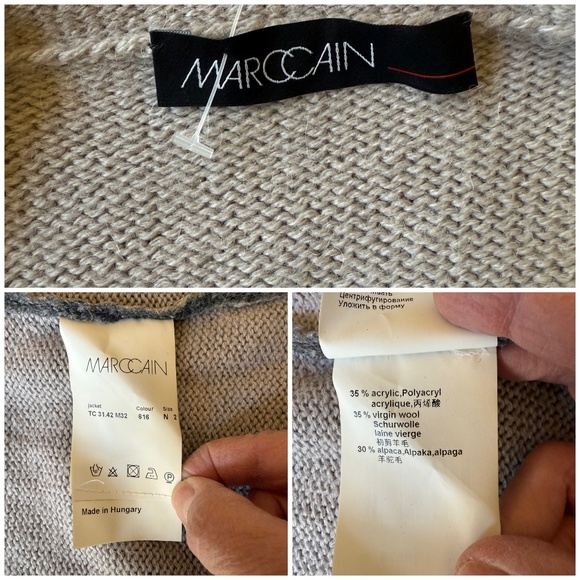 MARCCAIN
MARCCAIN
jacket Colour Size
TC 31.42 M32 616 N 2
P
Made in Hungary
Центрифугирование
Уложить в форму
35 % acrylic,Polyacryl
acrylique,丙烯酸
35 % virgin wool
Schurwolle
laine vierge
初剪羊毛
30 % alpaca,Alpaka,alpaga
羊驼毛